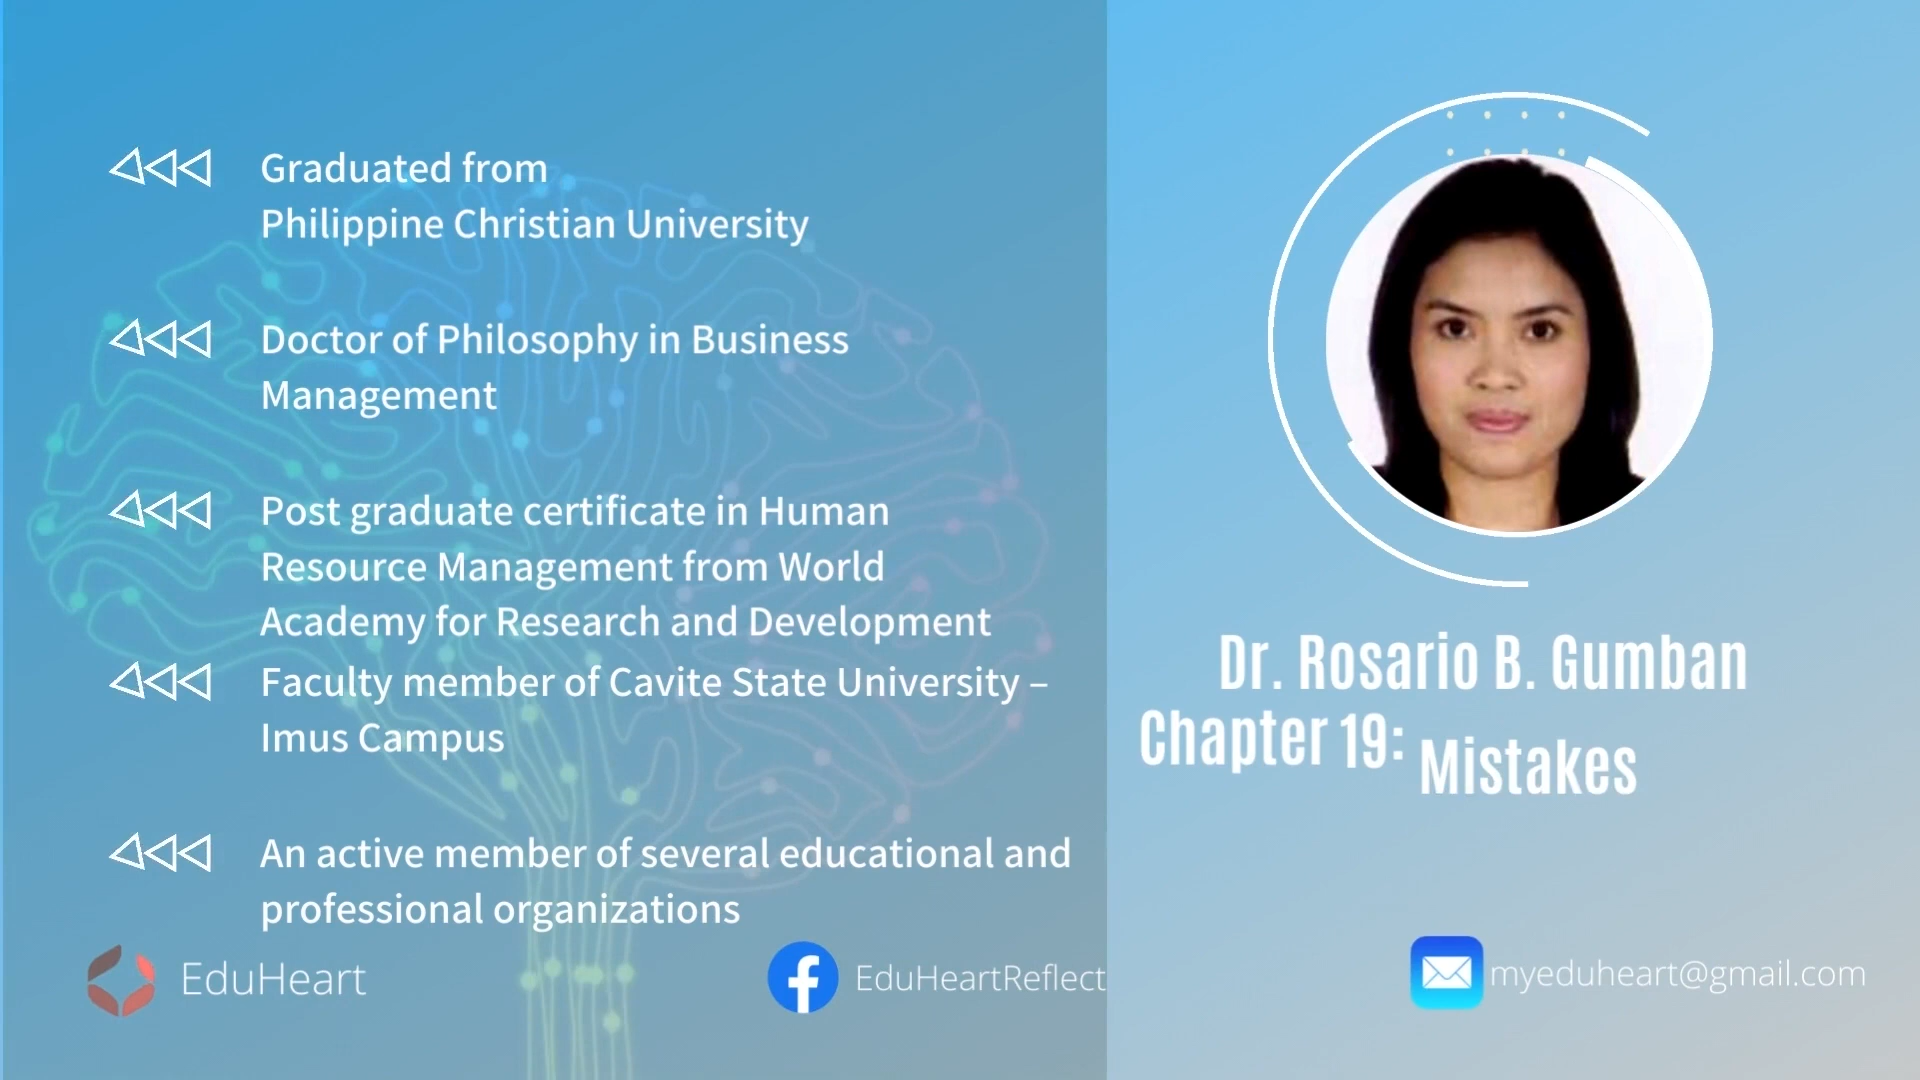 Graduated from
Philippine Christian University
Doctor of Philosophy in Business
Management
Post graduate certificate in Human
Resource Management from World
Academy for Research and Development
Faculty member of Cavite State University –
Imus Campus
An active member of several educational and
professional organizations
EduHeart
EduHeartReflect
Dr. Rosario B. Gumban
Chapter 19: Mistakes
myeduheart@gmail.com